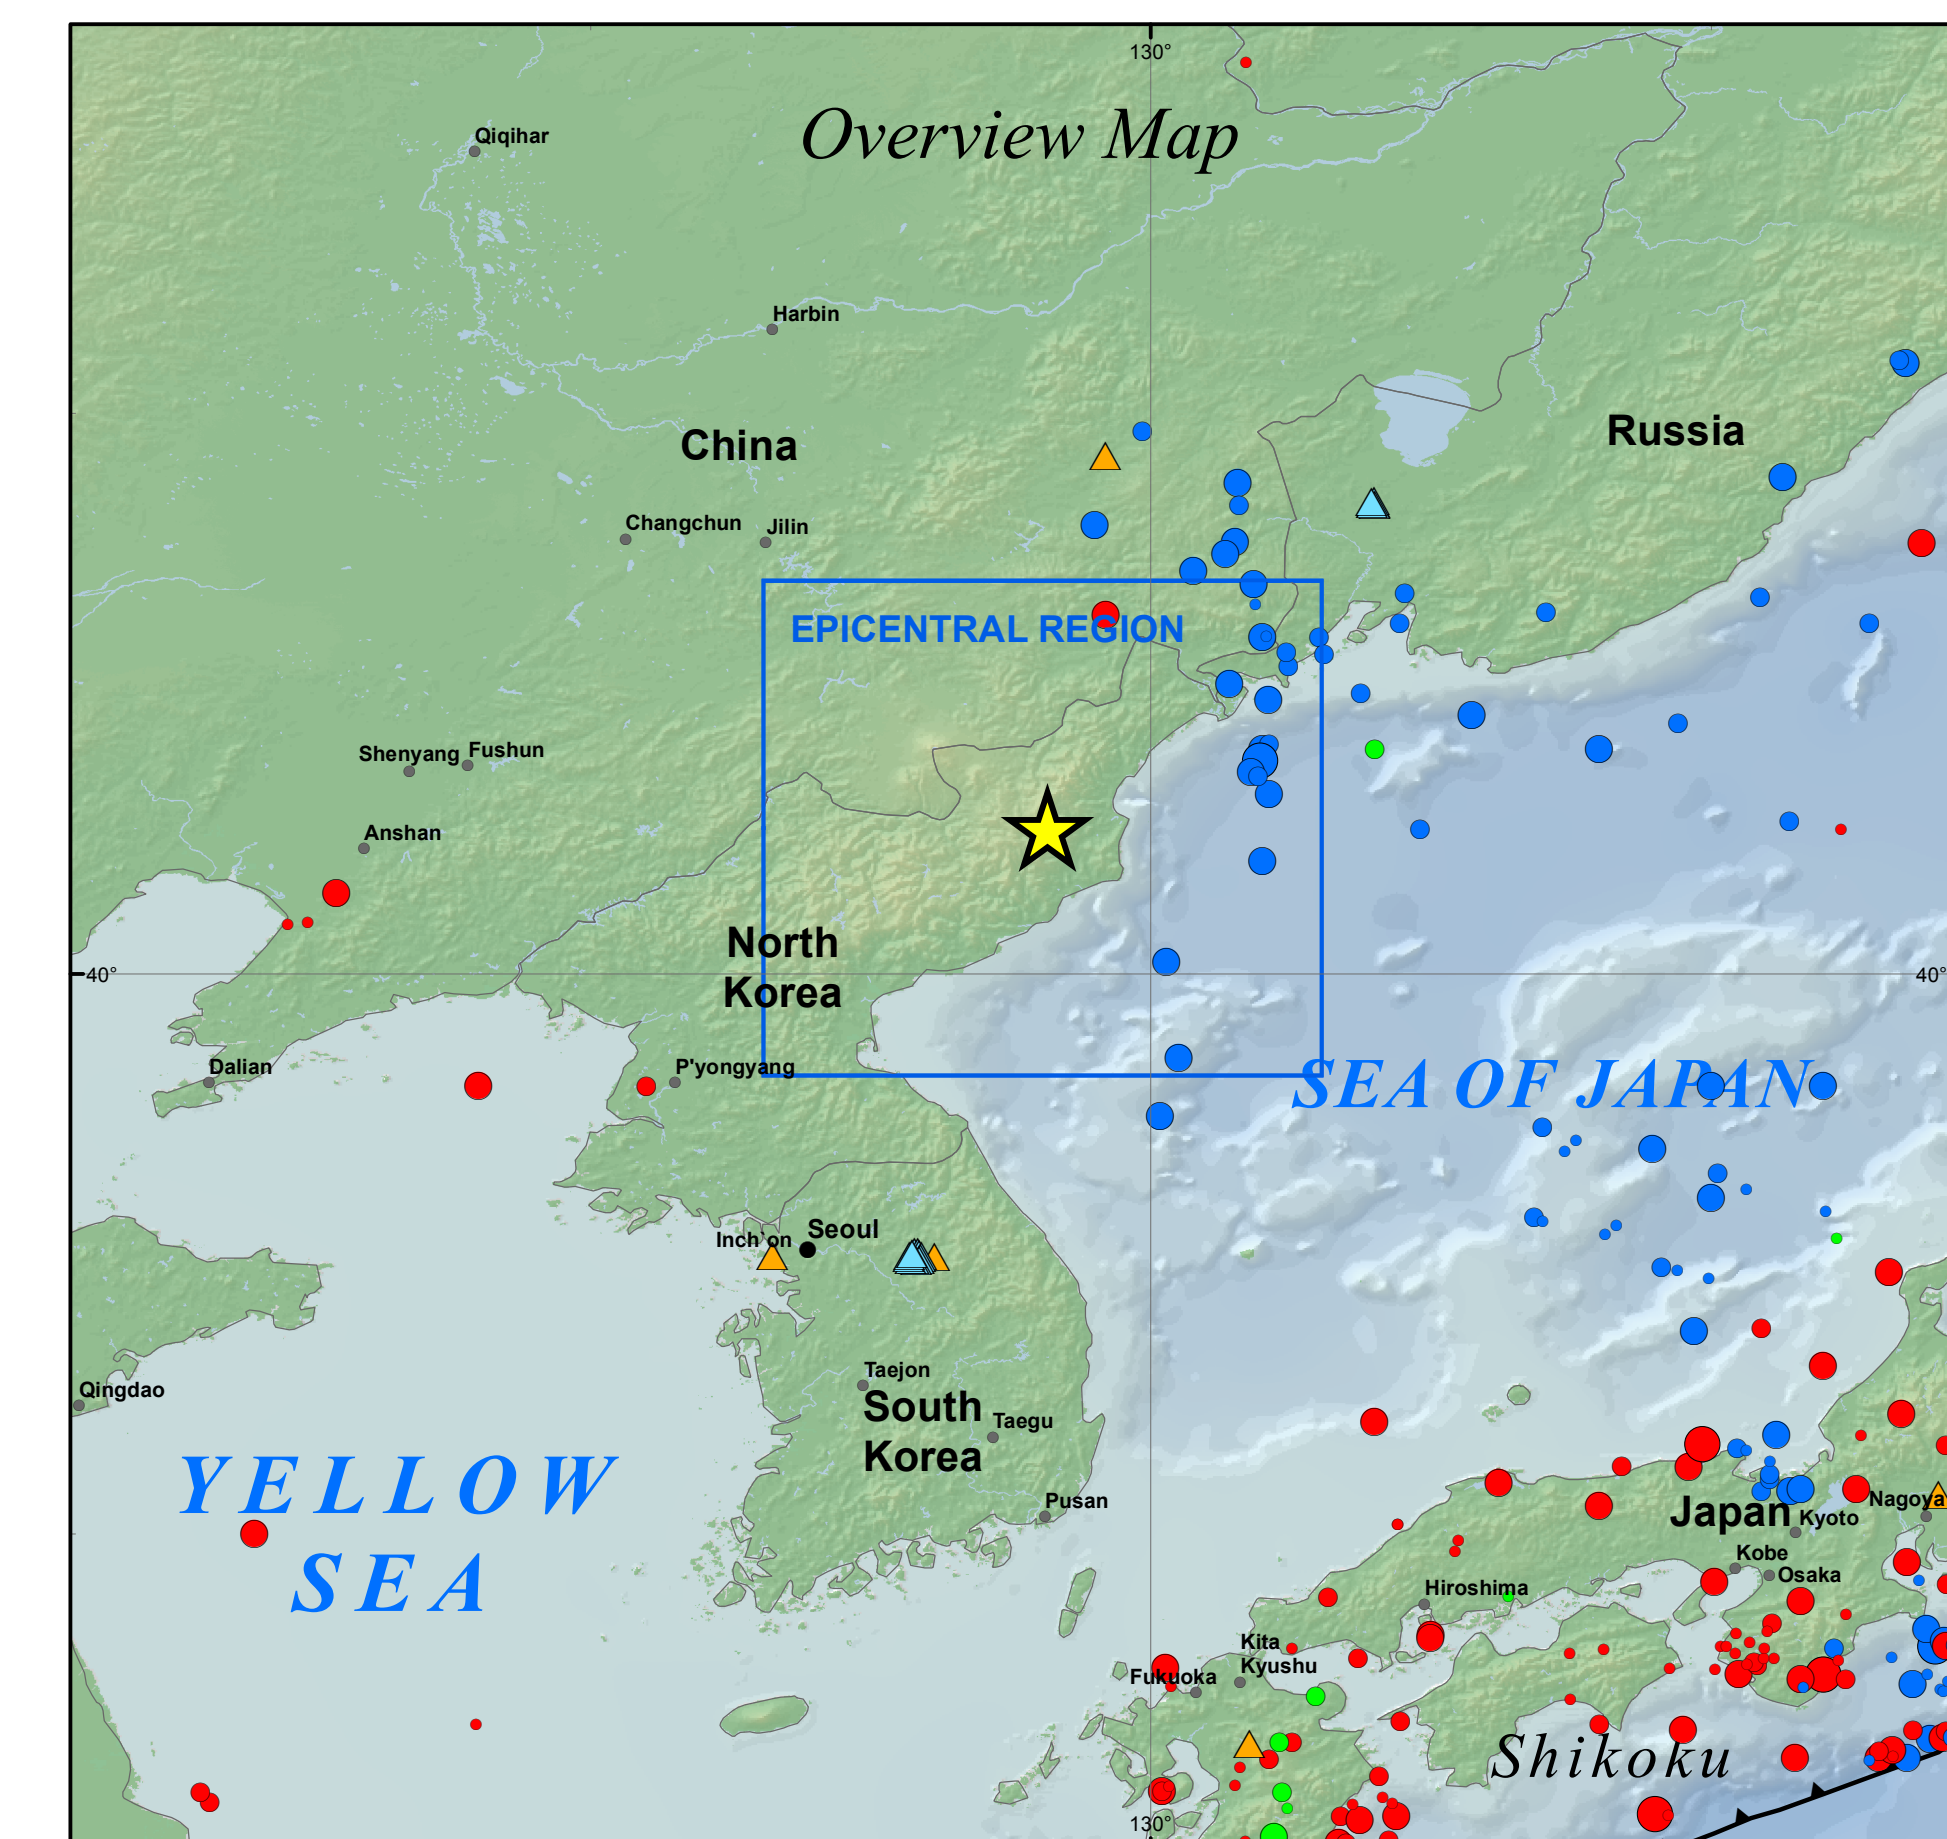 130°
Overview Map
Qiqihar
Harbin
China
Russia
Changchun
Jilin
EPICENTRAL REGION
Shenyang
Fushun
Anshan
North
Korea
40°
40°
Dalian
P'yongyang
SEA OF JAPAN
Seoul
Inch`on
Taejon
South
Korea
Taegu
Qingdao
YELLOW
SEA
Pusan
Japan
Nagoya
Kyoto
Kobe
Osaka
Hiroshima
Kita
Kyushu
Fukuoka
Shikoku
130°